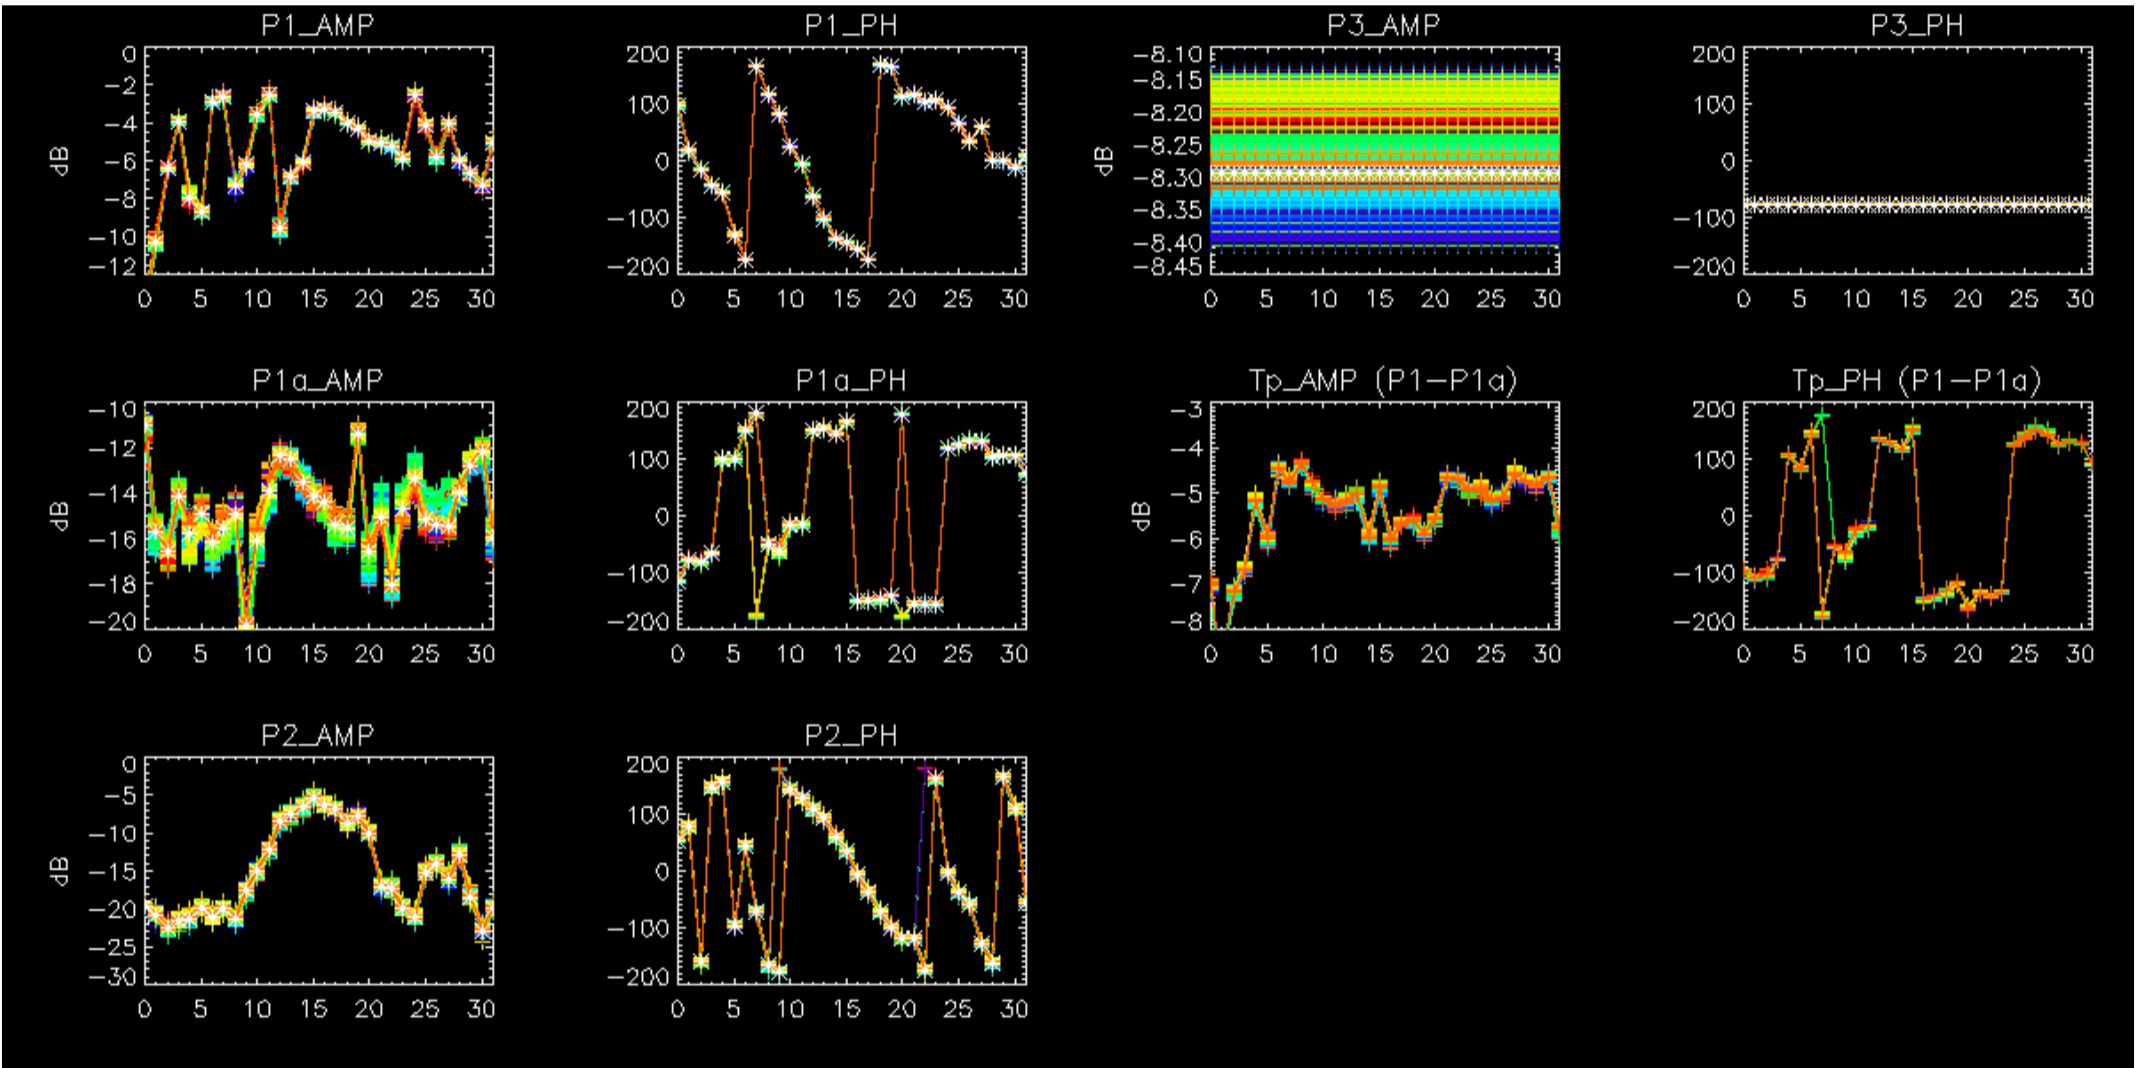 P1_AMP P1_PH P3_AMP P3_PH
0 -2 -4 -6 -8 -10 -12
dB
0 5 10 15 20 25 30
200 100 0 -100 -200
0 5 10 15 20 25 30
-8.10 -8.15 -8.20 -8.25 -8.30 -8.35 -8.40 -8.45
dB
0 5 10 15 20 25 30
200 100 0 -100 -200
0 5 10 15 20 25 30
P1a_AMP P1a_PH Tp_AMP (P1-P1a) Tp_PH (P1-P1a)
-10 -12 -14 -16 -18 -20
dB
0 5 10 15 20 25 30
200 100 0 -100 -200
0 5 10 15 20 25 30
-3 -4 -5 -6 -7 -8
dB
0 5 10 15 20 25 30
200 100 0 -100 -200
0 5 10 15 20 25 30
P2_AMP P2_PH
0 -5 -10 -15 -20 -25 -30
dB
0 5 10 15 20 25 30
200 100 0 -100 -200
0 5 10 15 20 25 30